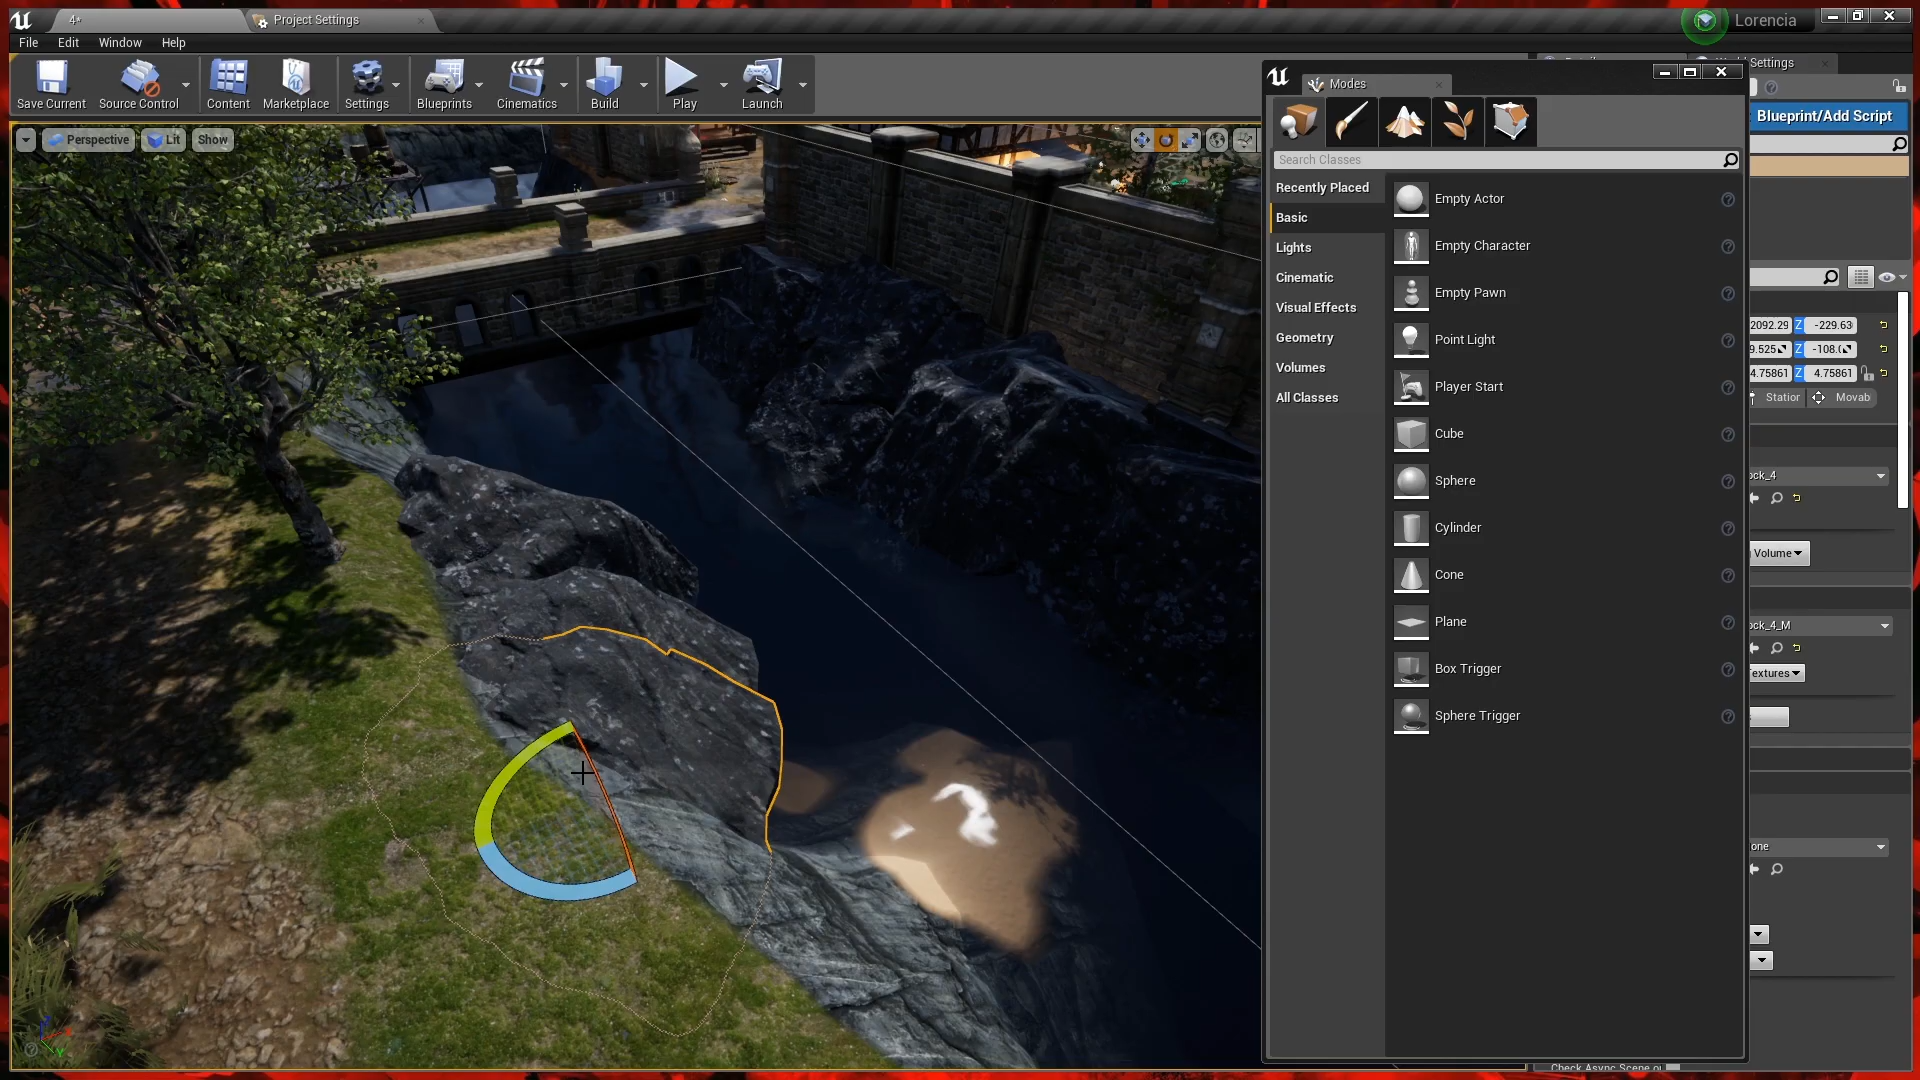 4*
Project Settings
Lorencia
File Edit Window Help
Save Current
Source Control
Content
Marketplace
Settings
Blueprints
Cinematics
Build
Play
Launch
Perspective
Lit
Show
Modes
Search Classes
Recently Placed
Basic
Lights
Cinematic
Visual Effects
Geometry
Volumes
All Classes
Empty Actor
Empty Character
Empty Pawn
Point Light
Player Start
Cube
Sphere
Cylinder
Cone
Plane
Box Trigger
Sphere Trigger
Settings
Blueprint/Add Script
2092.29 Z -229.63
9.525 Z -108.(
4.75861 Z 4.75861
Station Movab
ock_4
Volume
ock_4_M
extures
one
Check Async Scene o